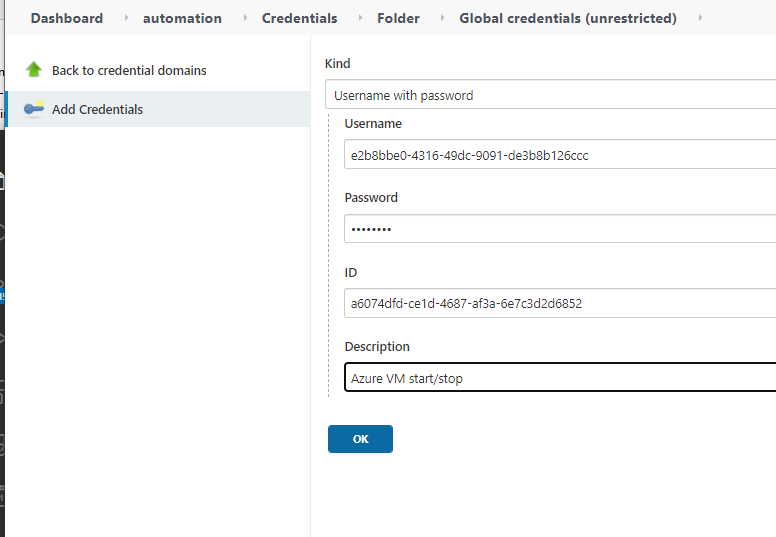 Dashboard automation Credentials Folder Global credentials (unrestricted)
Back to credential domains
Add Credentials
Kind
Username with password
Username
e2b8bbe0-4316-49dc-9091-de3b8b126ccc
Password
••••••••
ID
a6074dfd-ce1d-4687-af3a-6e7c3d2d6852
Description
Azure VM start/stop
OK